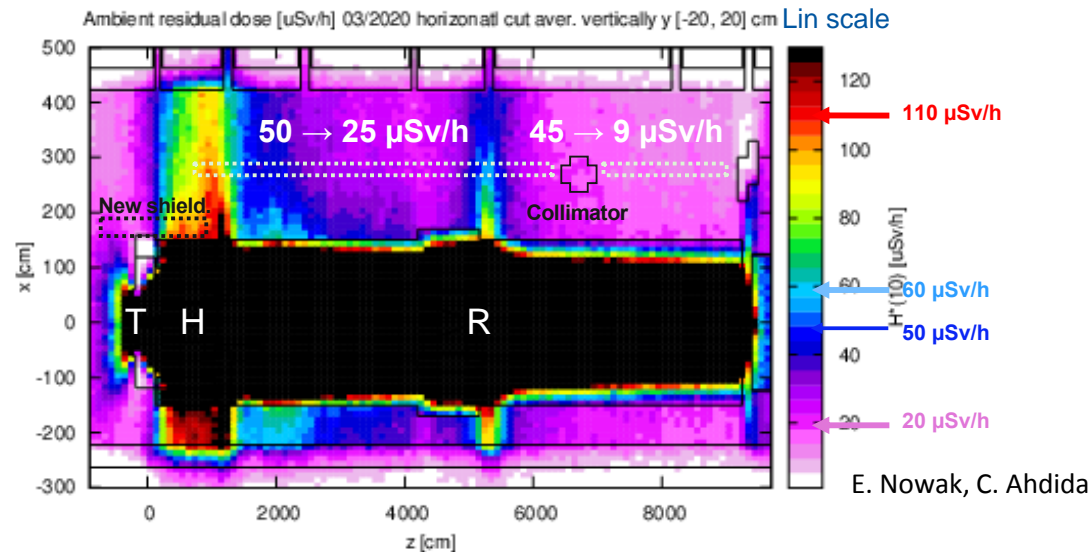 Ambient residual dose [uSv/h] 03/2020 horizonatl cut aver. vertically y [-20, 20] cm
Lin scale
500
400
300
200
100
0
-100
-200
-300
x [cm]
50 → 25 µSv/h
45 → 9 µSv/h
New shield
Collimator
T
H
R
0
2000
4000
6000
8000
z [cm]
120
100
80
60
40
20
H*(10) [uSv/h]
110 µSv/h
60 µSv/h
50 µSv/h
20 µSv/h
E. Nowak, C. Ahdida